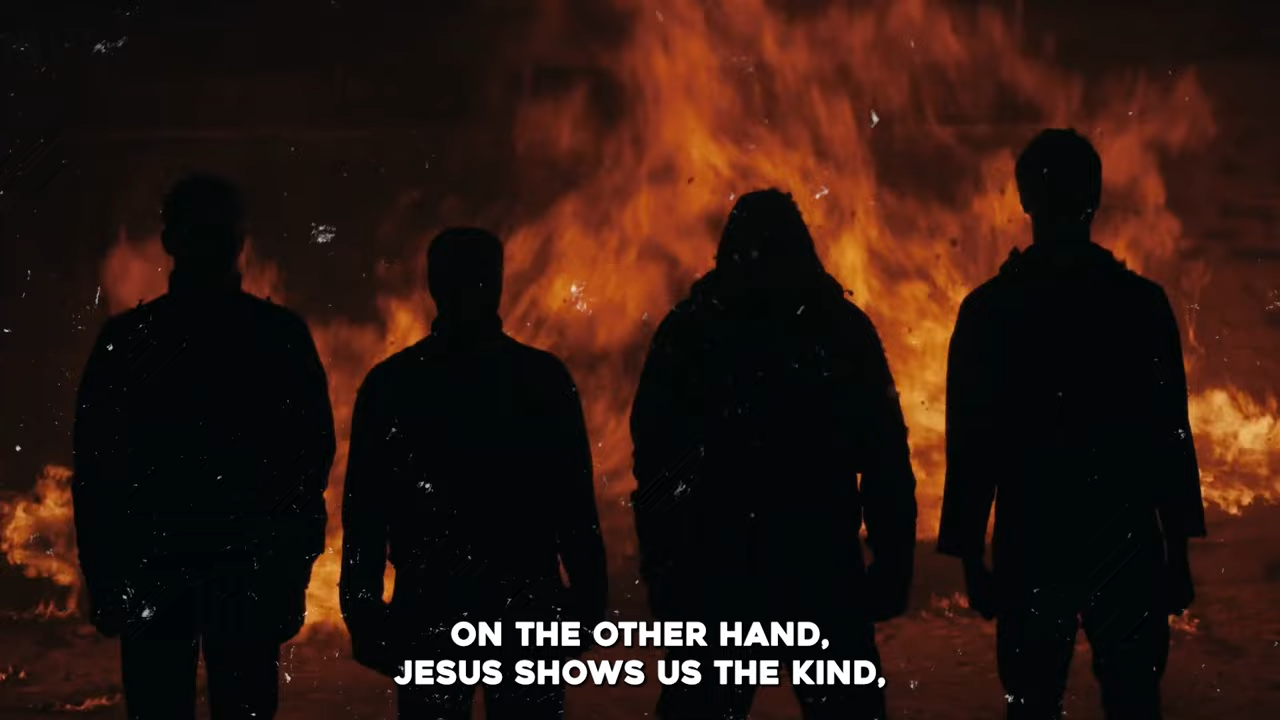 ON THE OTHER HAND,
JESUS SHOWS US THE KIND,